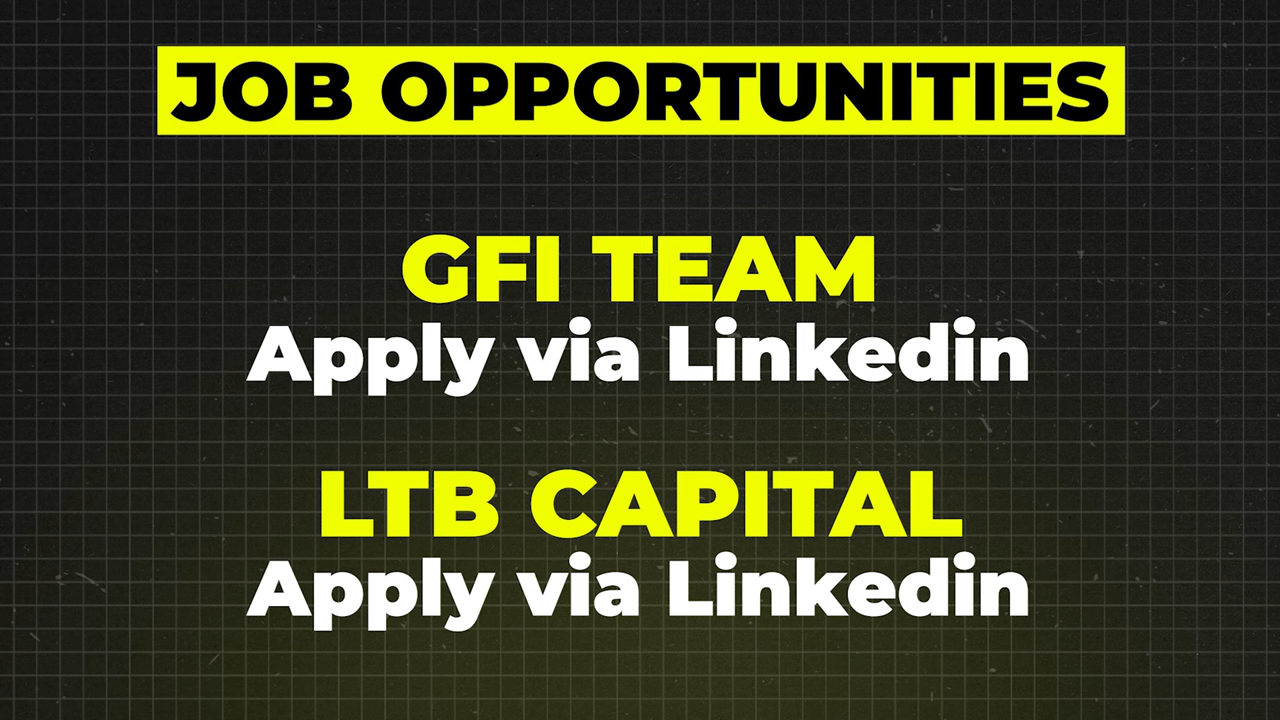 JOB OPPORTUNITIES
GFI TEAM
Apply via Linkedin
LTB CAPITAL
Apply via Linkedin